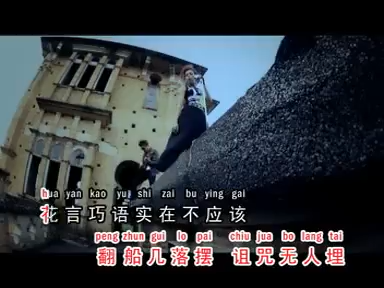 hua yan kao yu shi zai bu ying gai
花言巧语实在不应该
peng zhun gui lo pai chiu jua bo lang tai
翻船几落摆 诅咒无人埋